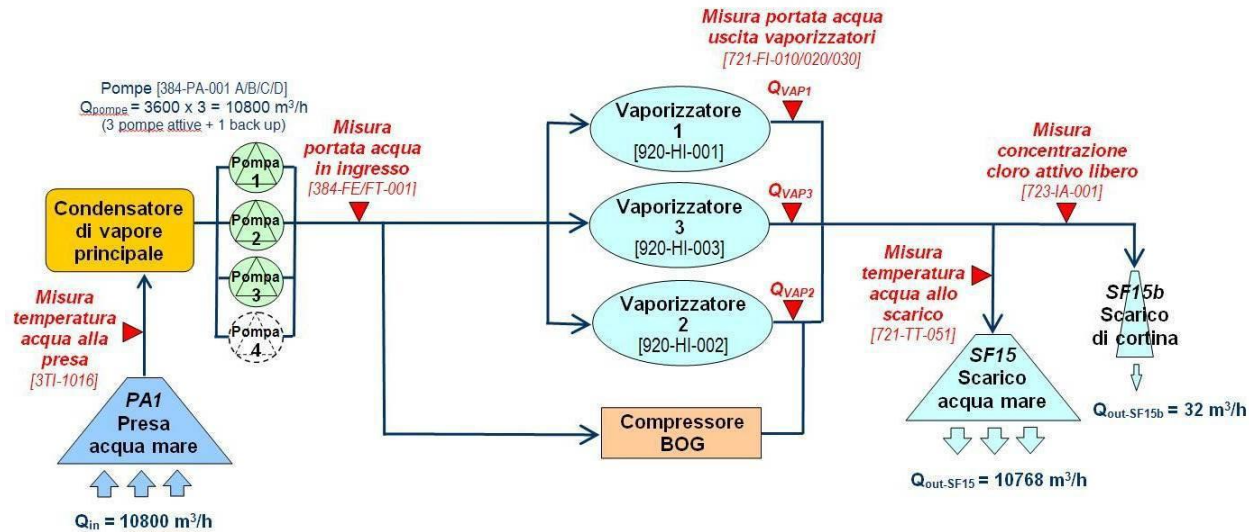 Misura portata acqua
uscita vaporizzatori
[721-FI-010/020/030]
Pompe [384-PA-001 A/B/C/D]
Qpompe = 3600 x 3 = 10800 m³/h
(3 pompe attive + 1 back up)
Misura
portata acqua
in ingresso
[384-FE/FT-001]
Pompa
1
Pompa
2
Pompa
3
Pompa
4
Condensatore
di vapore
principale
Misura
temperatura
acqua alla
presa
[3TI-1016]
PA1
Presa
acqua mare
Qin = 10800 m³/h
Vaporizzatore
1
[920-HI-001]
QVAP1
Vaporizzatore
3
[920-HI-003]
QVAP3
Vaporizzatore
2
[920-HI-002]
QVAP2
Compressore
BOG
Misura
concentrazione
cloro attivo libero
[723-IA-001]
Misura
temperatura
acqua allo
scarico
[721-TT-051]
SF15
Scarico
acqua mare
Qout-SF15 = 10768 m³/h
SF15b
Scarico
di cortina
Qout-SF15b = 32 m³/h